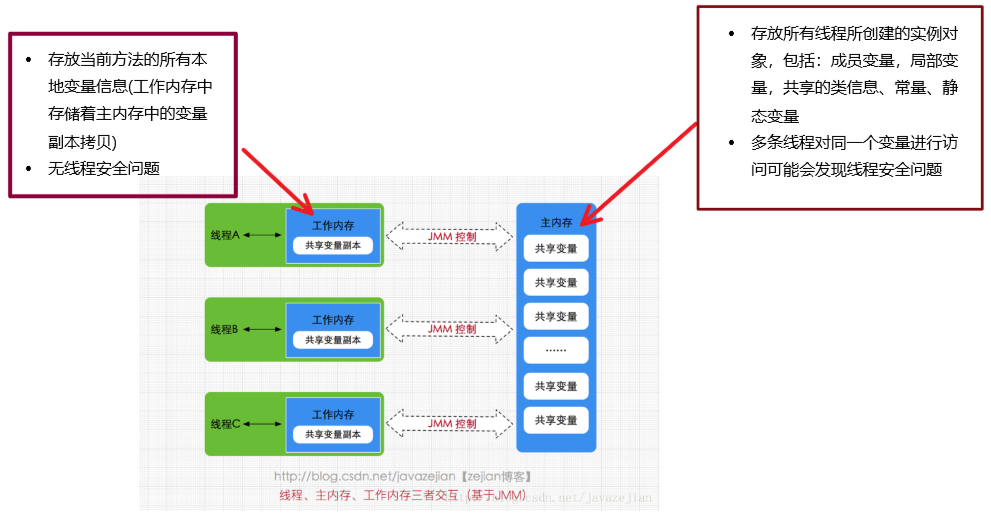 存放当前方法的所有本
地变量信息(工作内存中
存储着主内存中的变量
副本拷贝)
无线程安全问题
存放所有线程所创建的实例对
象，包括：成员变量，局部变
量，共享的类信息、常量、静
态变量
多条线程对同一个变量进行访
问可能会发现线程安全问题
线程A
工作内存
共享变量副本
JMM 控制
线程B
工作内存
共享变量副本
JMM 控制
线程C
工作内存
共享变量副本
JMM 控制
主内存
共享变量
共享变量
共享变量
······
共享变量
共享变量
http://blog.csdn.net/javazejian【zejian博客】
线程、主内存、工作内存三者交互（基于JMM）
csdn.net/javazejian